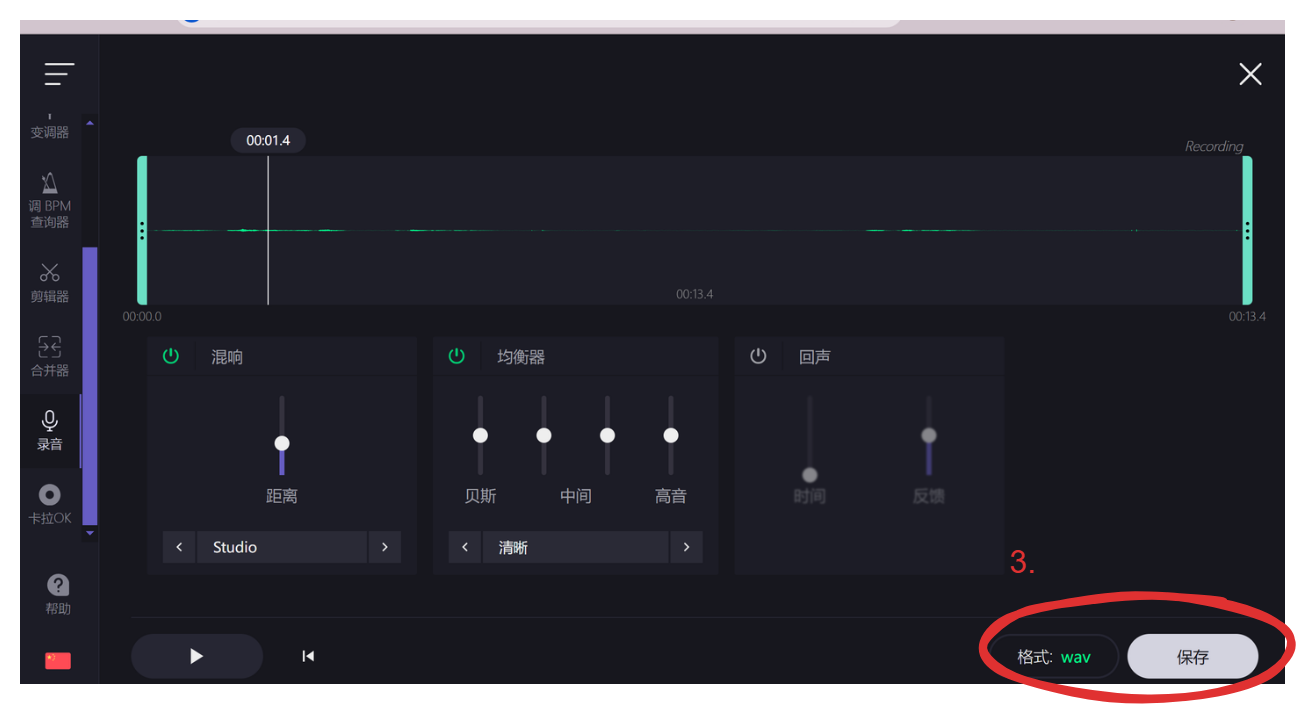 变调器
调 BPM
查询器
剪辑器
合并器
录音
卡拉OK
帮助
00:01.4
Recording
00:13.4
00:00.0
00:13.4
混响
距离
Studio
均衡器
贝斯
中间
高音
清晰
回声
时间
反馈
3.
格式: wav
保存